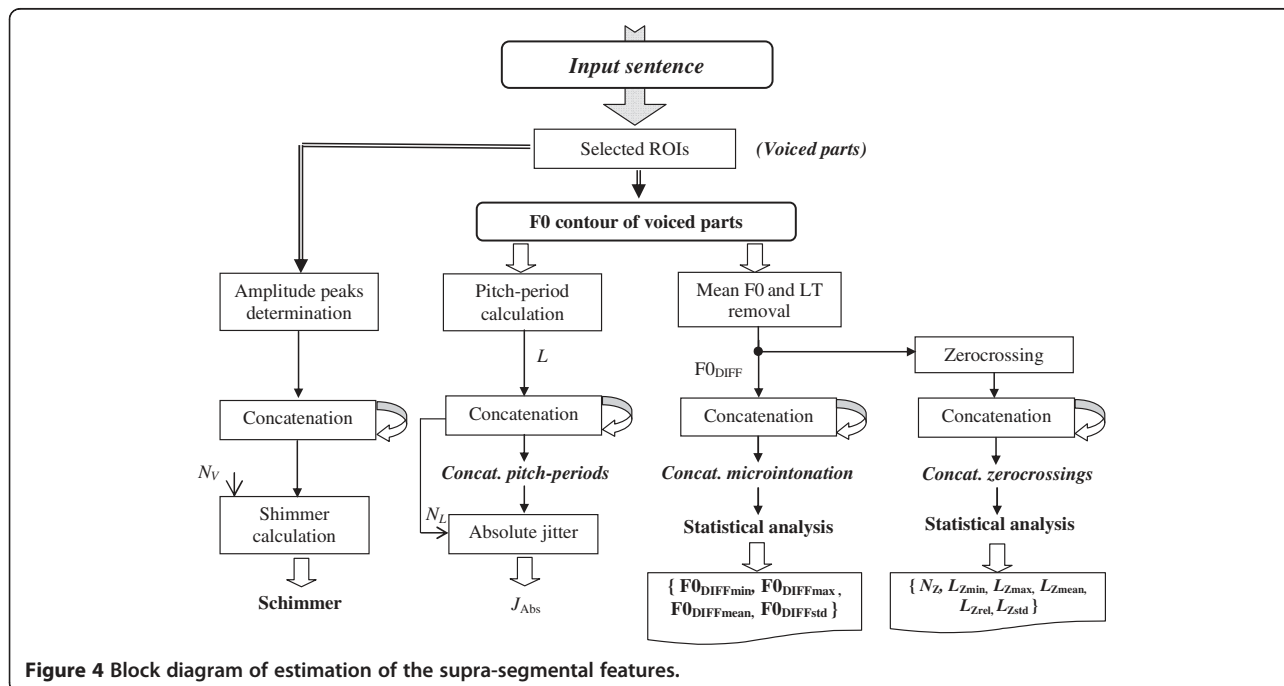 Input sentence
Selected ROIs
(Voiced parts)
F0 contour of voiced parts
Amplitude peaks
determination
Pitch-period
calculation
Mean F0 and LT
removal
L
F0DIFF
Zerocrossing
Concatenation
Concatenation
Concatenation
Concatenation
NV
Concat. pitch-periods
Concat. microintonation
Concat. zerocrossings
Shimmer
calculation
NL
Absolute jitter
Statistical analysis
Statistical analysis
Schimmer
JAbs
{ F0DIFFmin, F0DIFFmax ,
F0DIFFmean, F0DIFFstd }
{ NZ, LZmin, LZmax, LZmean,
LZrel, LZstd }
Figure 4 Block diagram of estimation of the supra-segmental features.